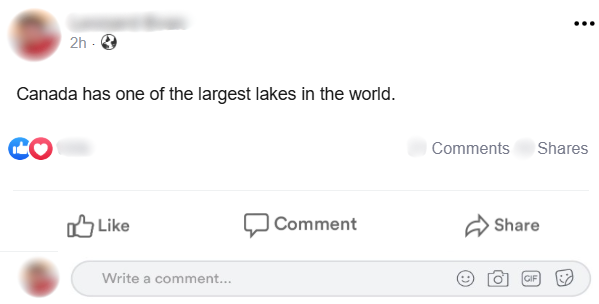 2h ·
Canada has one of the largest lakes in the world.
Comments Shares
Like Comment Share
Write a comment... GIF